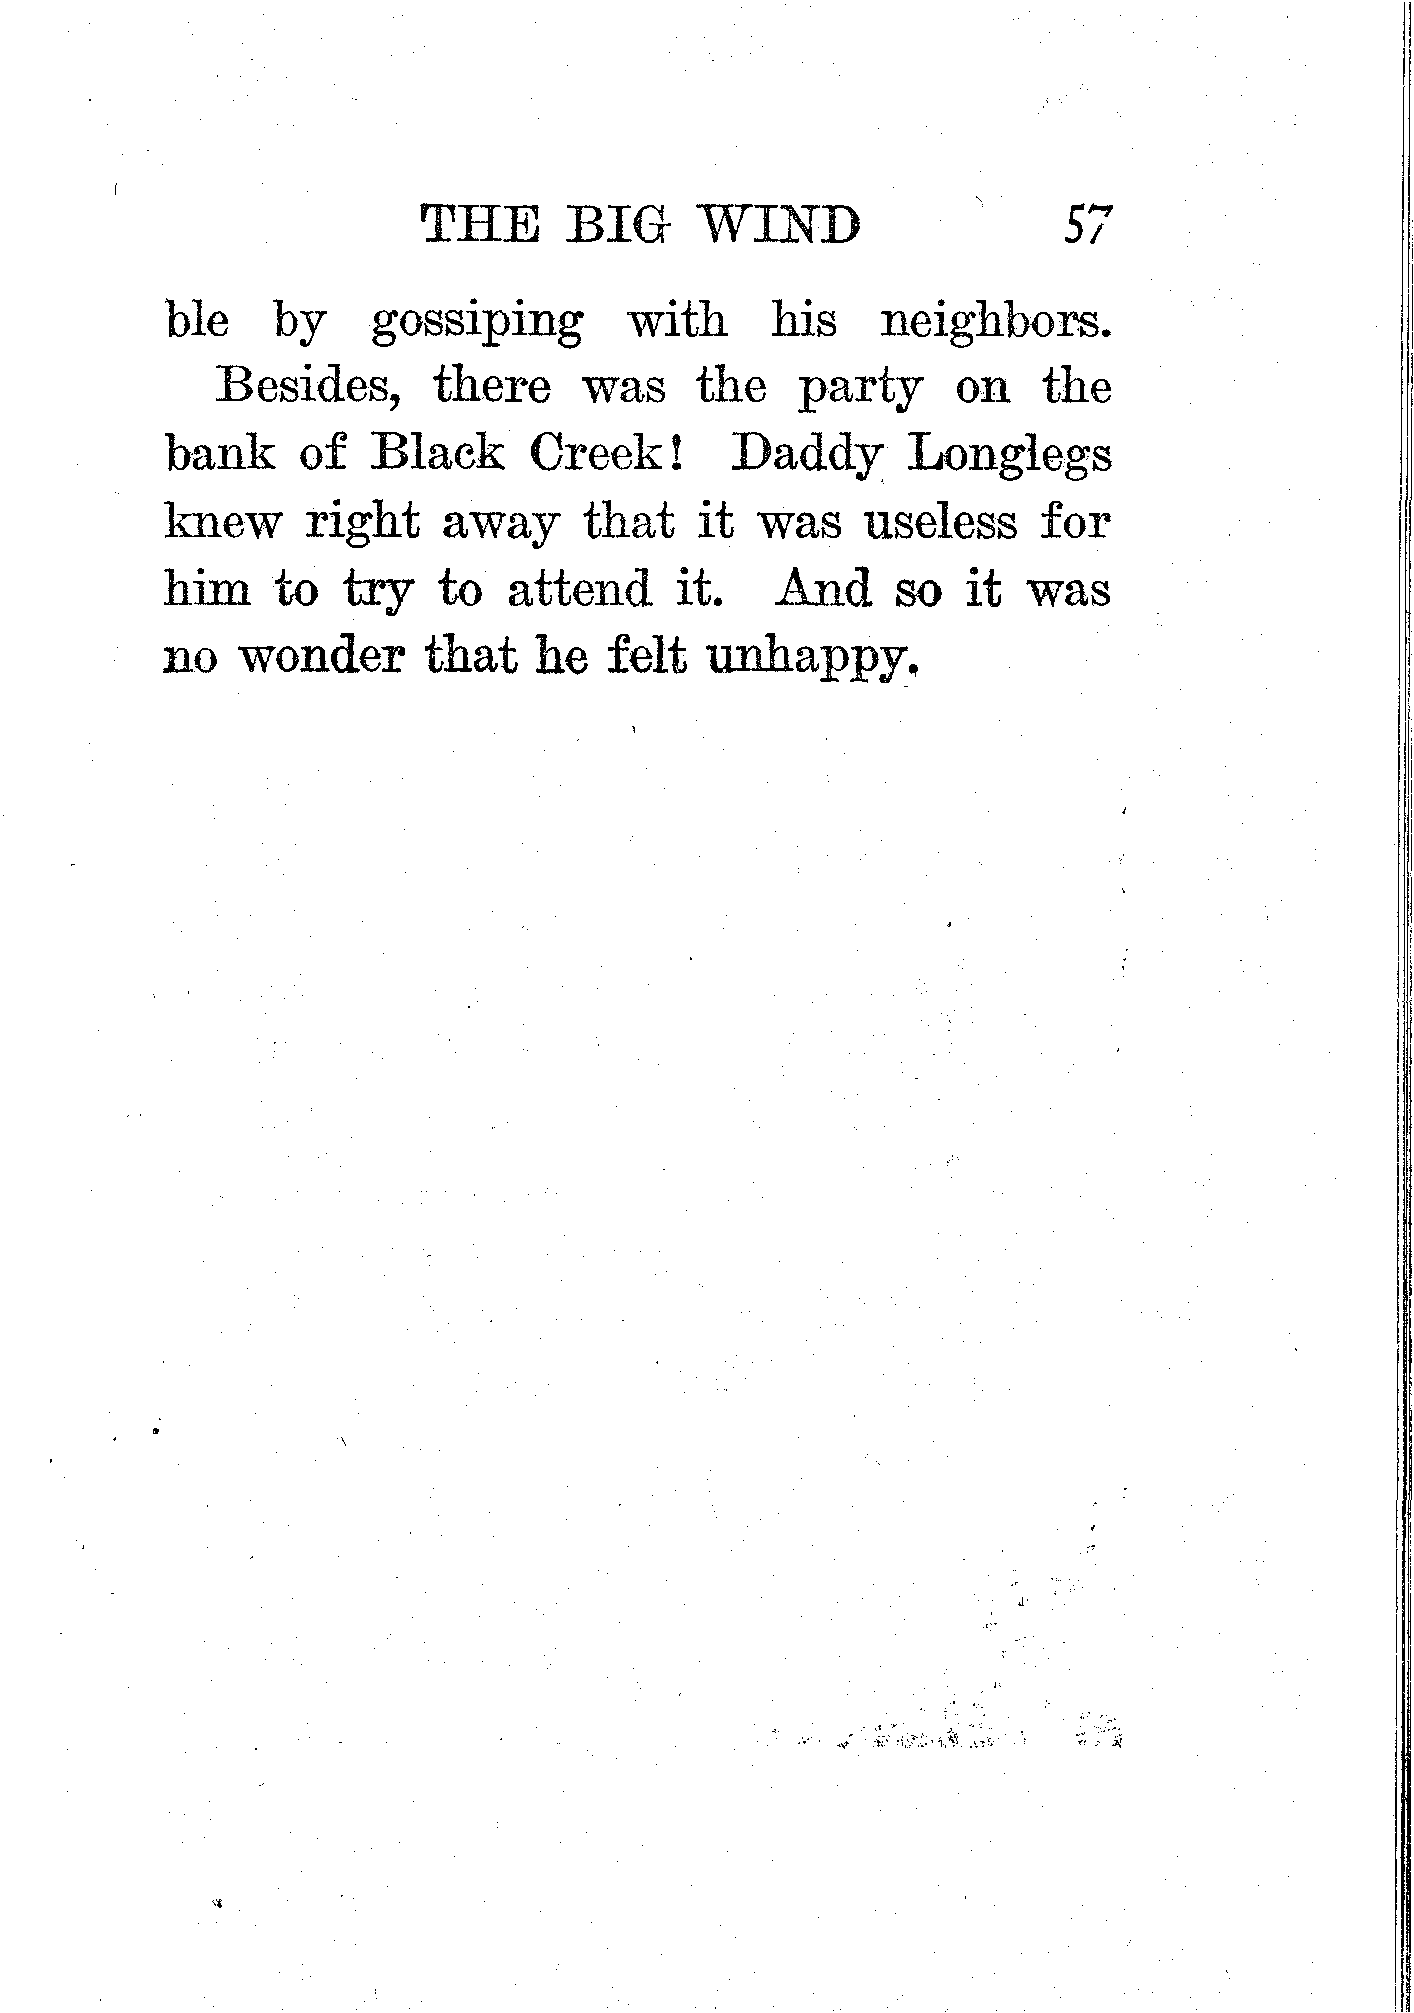 THE BIG WIND 57
ble by gossiping with his neighbors.
Besides, there was the party on the
bank of Black Creek! Daddy Longlegs
knew right away that it was useless for
him to try to attend it. And so it was
no wonder that he felt unhappy.